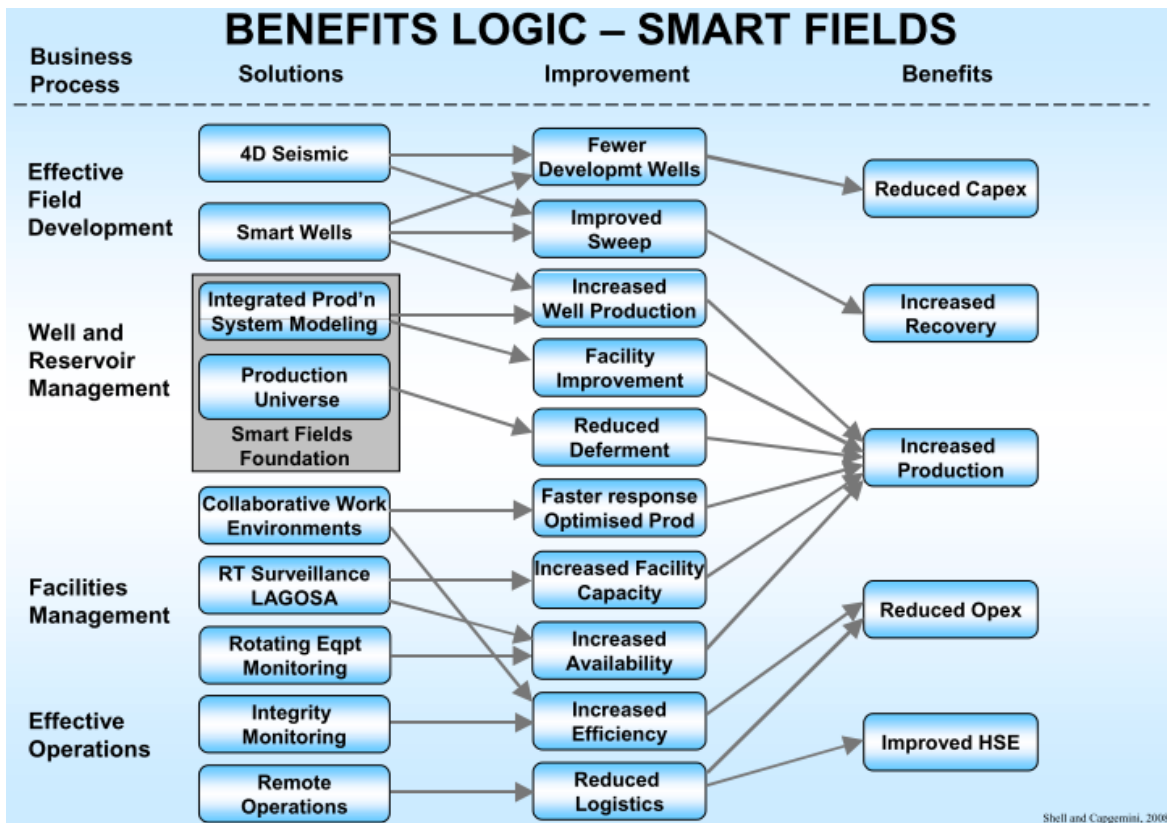 BENEFITS LOGIC – SMART FIELDS
Business
Process
Solutions
Improvement
Benefits
Effective
Field
Development
4D Seismic
Smart Wells
Fewer
Developmt Wells
Improved
Sweep
Reduced Capex
Well and
Reservoir
Management
Integrated Prod'n
System Modeling
Production
Universe
Smart Fields
Foundation
Increased
Well Production
Facility
Improvement
Reduced
Deferment
Increased
Recovery
Increased
Production
Facilities
Management
Collaborative Work
Environments
RT Surveillance
LAGOSA
Rotating Eqpt
Monitoring
Faster response
Optimised Prod
Increased Facility
Capacity
Increased
Availability
Reduced Opex
Effective
Operations
Integrity
Monitoring
Remote
Operations
Increased
Efficiency
Reduced
Logistics
Improved HSE
Shell and Capgemini, 2008